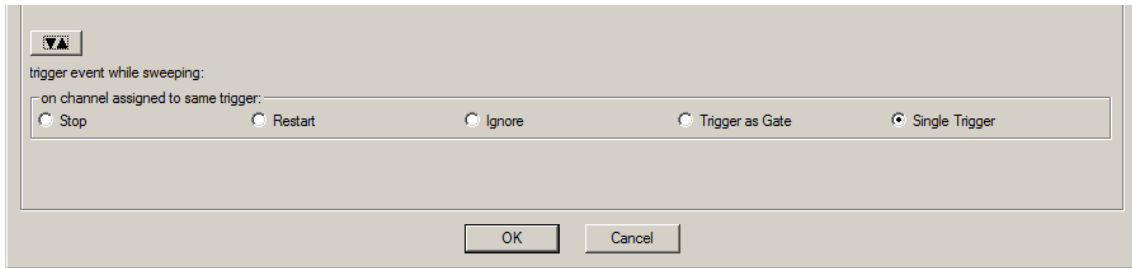 trigger event while sweeping:
on channel assigned to same trigger:
Stop Restart Ignore Trigger as Gate Single Trigger
OK Cancel